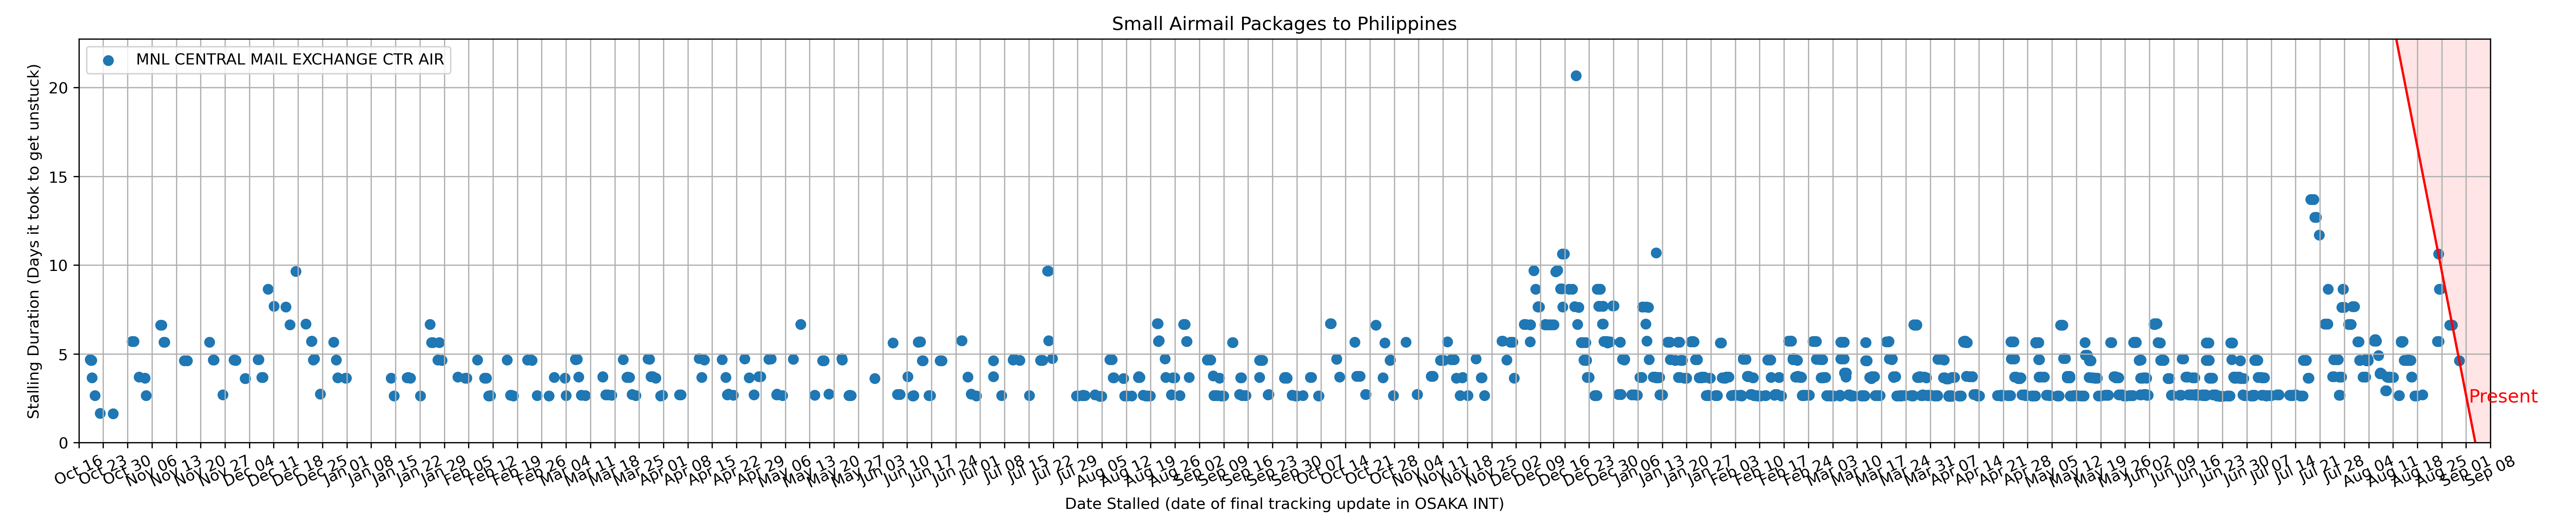 Small Airmail Packages to Philippines
MNL CENTRAL MAIL EXCHANGE CTR AIR
Stalling Duration (Days it took to get unstuck)
20
15
10
5
0
Present
Oct 16
Oct 23
Oct 30
Nov 06
Nov 13
Nov 20
Nov 27
Dec 04
Dec 11
Dec 18
Dec 25
Jan 01
Jan 08
Jan 15
Jan 22
Jan 29
Feb 05
Feb 12
Feb 19
Feb 26
Mar 04
Mar 11
Mar 18
Mar 25
Apr 01
Apr 08
Apr 15
Apr 22
Apr 29
May 06
May 13
May 20
May 27
Jun 03
Jun 10
Jun 17
Jun 24
Jul 01
Jul 08
Jul 15
Jul 22
Jul 29
Aug 05
Aug 12
Aug 19
Aug 26
Sep 02
Sep 09
Sep 16
Sep 23
Sep 30
Oct 07
Oct 14
Oct 21
Oct 28
Nov 04
Nov 11
Nov 18
Nov 25
Dec 02
Dec 09
Dec 16
Dec 23
Dec 30
Jan 06
Jan 13
Jan 20
Jan 27
Feb 03
Feb 10
Feb 17
Feb 24
Mar 03
Mar 10
Mar 17
Mar 24
Mar 31
Apr 07
Apr 14
Apr 21
Apr 28
May 05
May 12
May 19
May 26
Jun 02
Jun 09
Jun 16
Jun 23
Jun 30
Jul 07
Jul 14
Jul 21
Jul 28
Aug 04
Aug 11
Aug 18
Aug 25
Sep 01
Sep 08
Date Stalled (date of final tracking update in OSAKA INT)